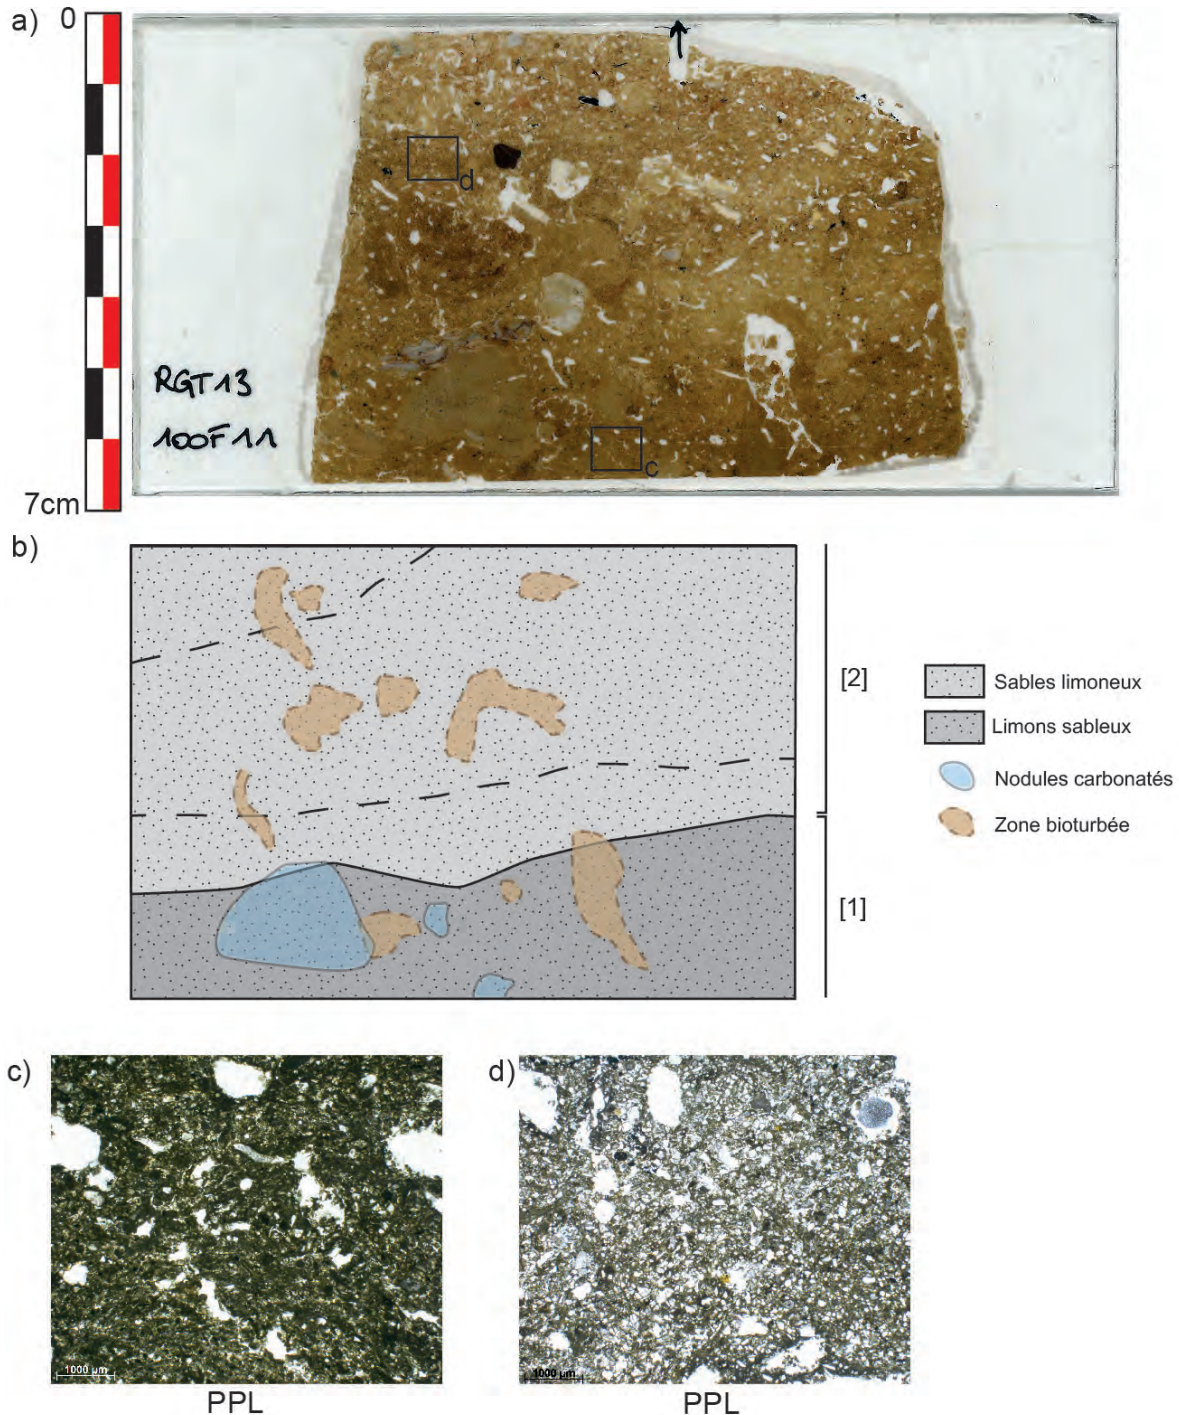 a)
0
7cm
RGT13
100F11
d
c
b)
[2]
[1]
Sables limoneux
Limons sableux
Nodules carbonatés
Zone bioturbée
c)
1000 µm
PPL
d)
1000 µm
PPL